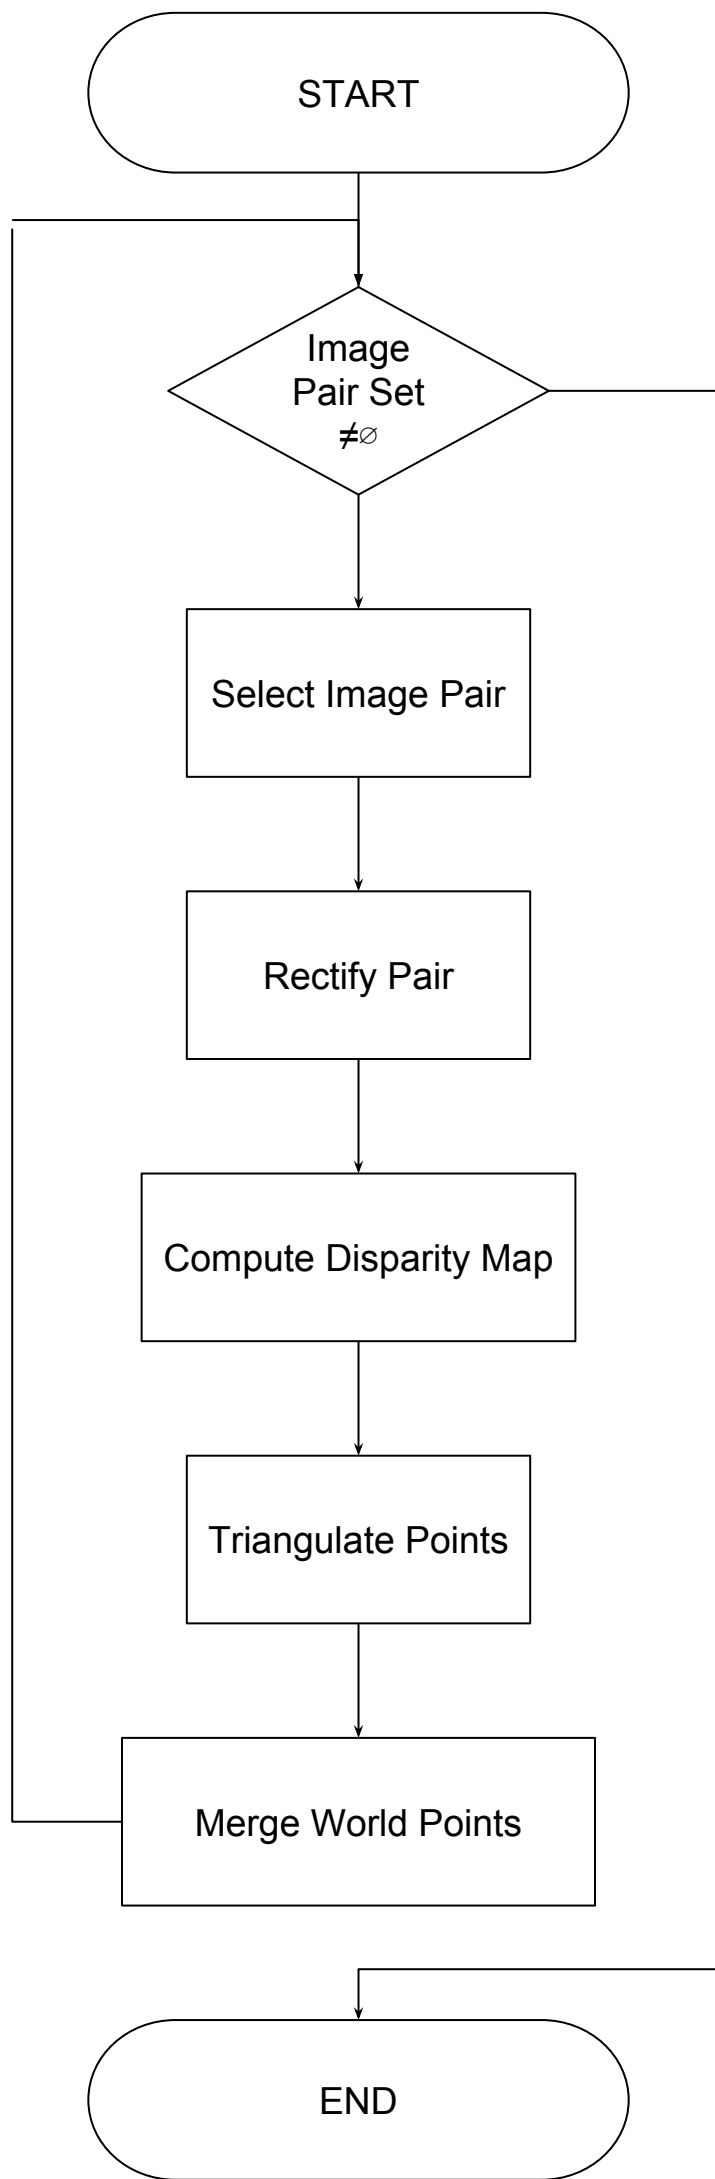 START
Image
Pair Set
≠∅
Select Image Pair
Rectify Pair
Compute Disparity Map
Triangulate Points
Merge World Points
END